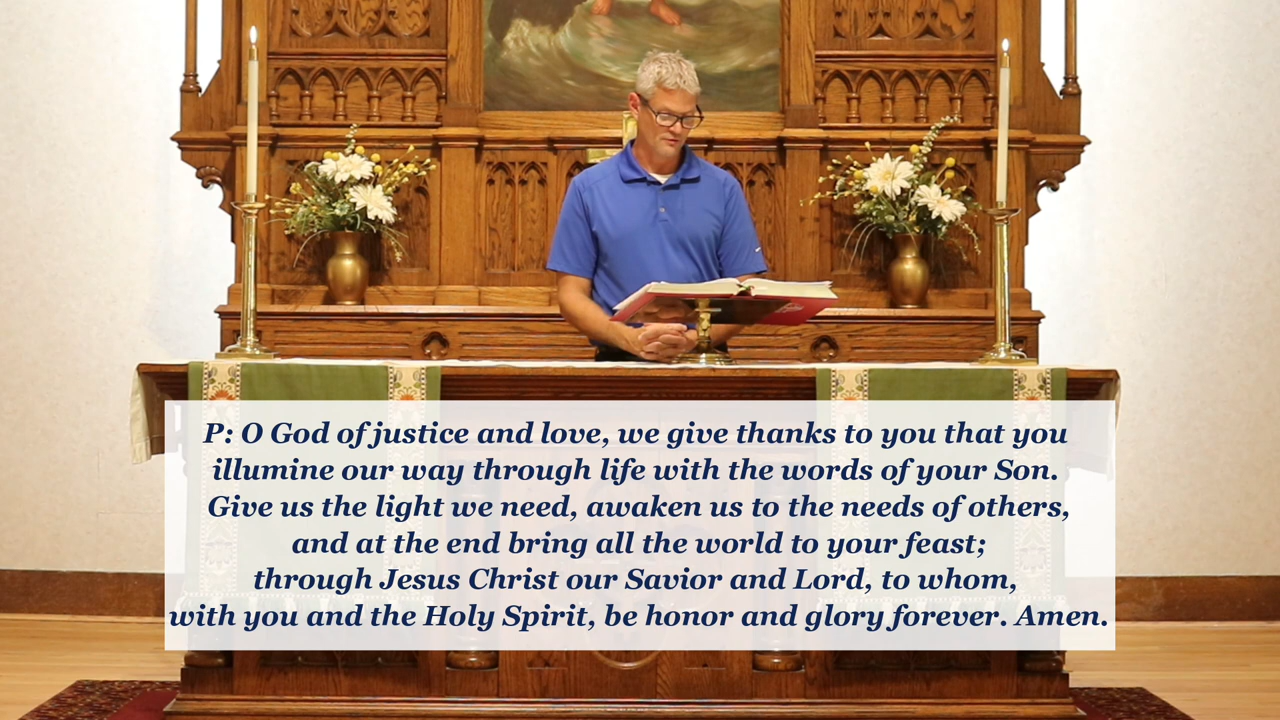 P: O God of justice and love, we give thanks to you that you
illumine our way through life with the words of your Son.
Give us the light we need, awaken us to the needs of others,
and at the end bring all the world to your feast;
through Jesus Christ our Savior and Lord, to whom,
with you and the Holy Spirit, be honor and glory forever. Amen.